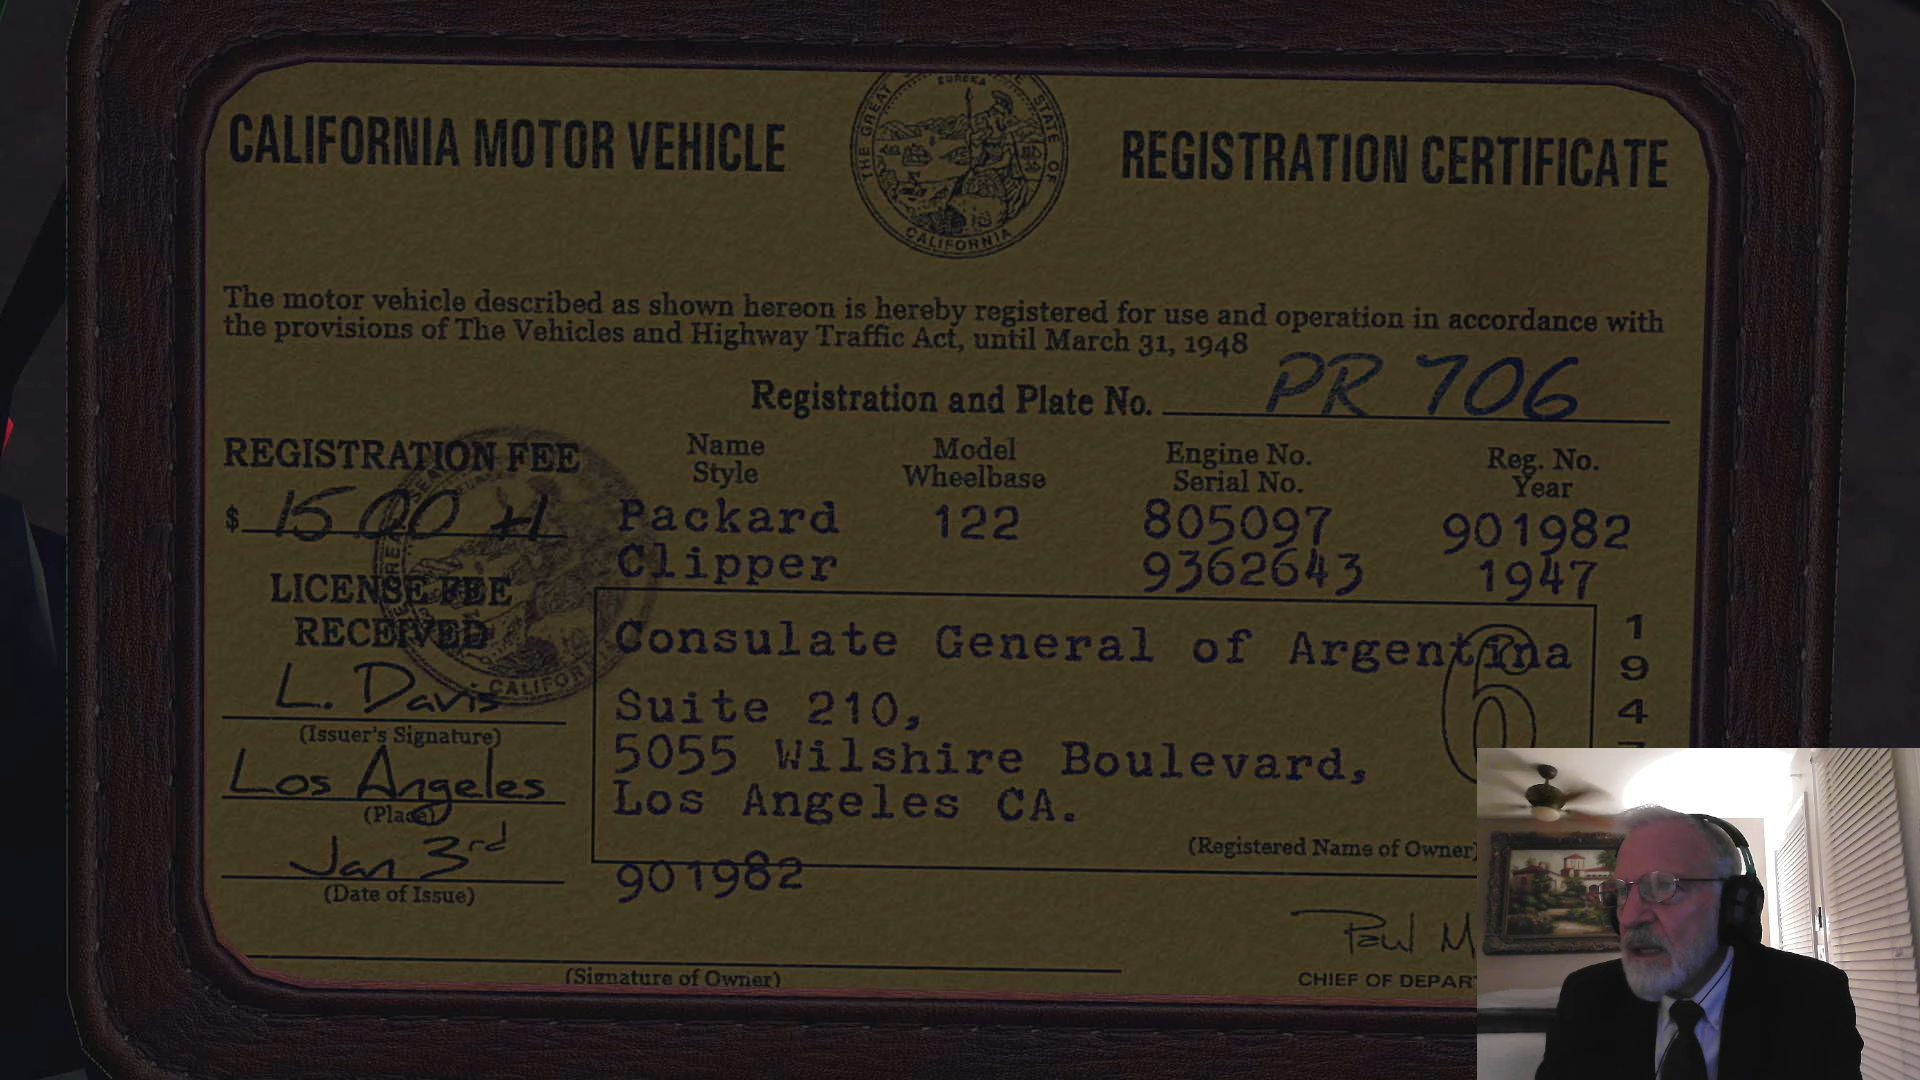 CALIFORNIA MOTOR VEHICLE
THE GREAT STATE OF
EUREKA
CALIFORNIA
REGISTRATION CERTIFICATE
The motor vehicle described as shown hereon is hereby registered for use and operation in accordance with
the provisions of The Vehicles and Highway Traffic Act, until March 31, 1948
Registration and Plate No. PR 706
REGISTRATION FEE
$ 15 00
LICENSE FEE
RECEIVED
L. Davis
(Issuer's Signature)
Los Angeles
(Place)
Jan 3rd
(Date of Issue)
Name Model Engine No. Reg. No.
Style Wheelbase Serial No. Year
Packard 122 805097 901982
Clipper 9362643 1947
Consulate General of Argentina
Suite 210,
5055 Wilshire Boulevard,
Los Angeles CA.
(Registered Name of Owner)
6
1
9
4
901982
(Signature of Owner)
Paul M
CHIEF OF DEPAR
CALIFOR